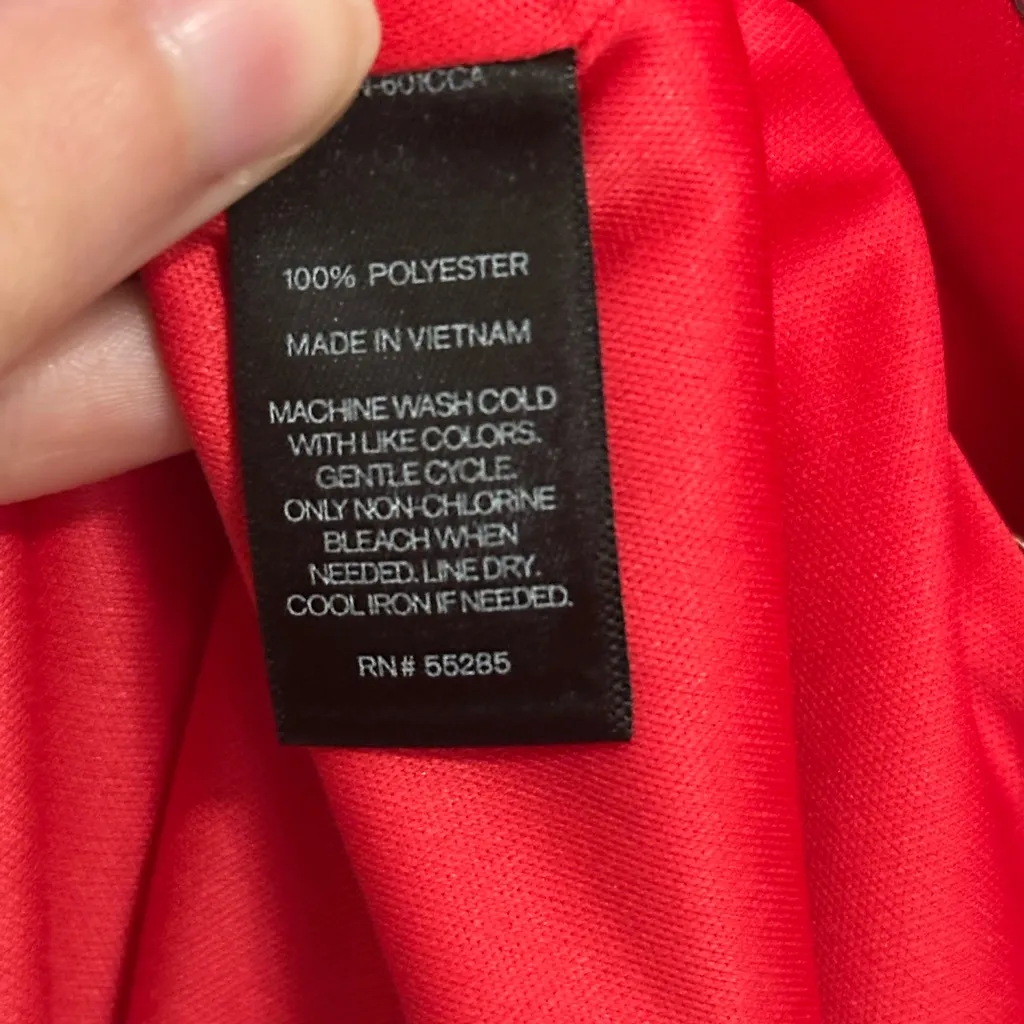 100% POLYESTER
MADE IN VIETNAM
MACHINE WASH COLD
WITH LIKE COLORS.
GENTLE CYCLE.
ONLY NON-CHLORINE
BLEACH WHEN
NEEDED. LINE DRY.
COOL IRON IF NEEDED.
RN# 55285